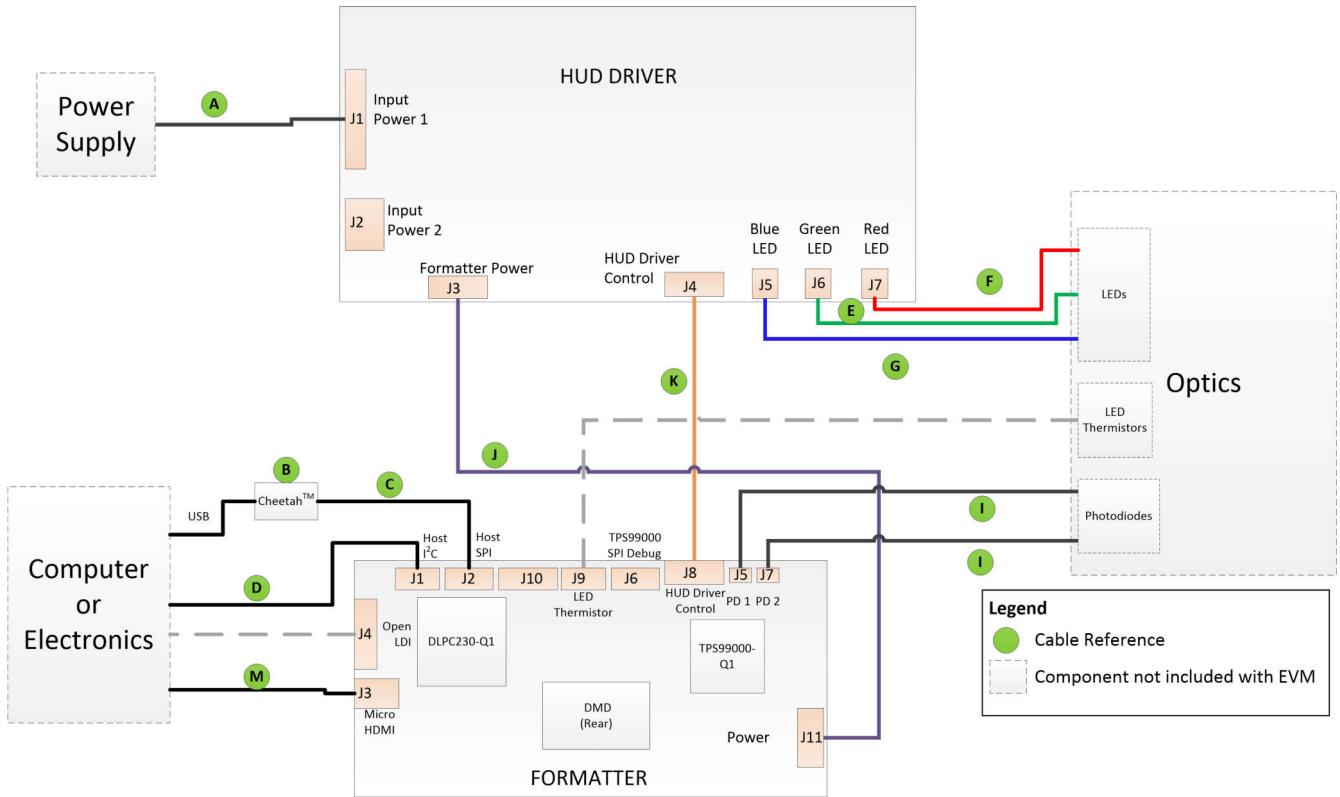 HUD DRIVER
Power
Supply
A
J1
Input
Power 1
J2
Input
Power 2
Formatter Power
J3
HUD Driver
Control
J4
Blue
LED
J5
Green
LED
J6
Red
LED
J7
F
E
G
LEDs
Optics
LED
Thermistors
Photodiodes
K
J
I
I
B
Cheetah™
C
USB
Computer
or
Electronics
D
M
Host
I²C
Host
SPI
TPS99000
SPI Debug
J1
J2
J10
J9
J6
J8
J5
J7
LED
Thermistor
HUD Driver
Control
PD 1
PD 2
J4
Open
LDI
DLPC230-Q1
TPS99000-
Q1
J3
Micro
HDMI
DMD
(Rear)
Power
J11
FORMATTER
Legend
Cable Reference
Component not included with EVM